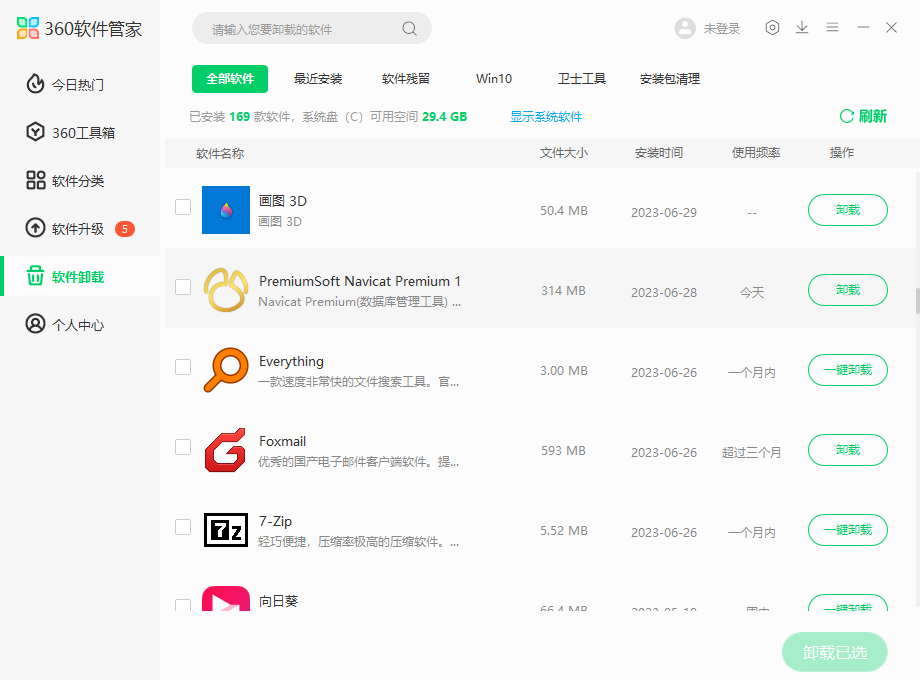 360软件管家
请输入您要卸载的软件
未登录
今日热门
360工具箱
软件分类
软件升级 5
软件卸载
个人中心
全部软件 最近安装 软件残留 Win10 卫士工具 安装包清理
已安装 169 款软件，系统盘（C）可用空间 29.4 GB 显示系统软件 刷新
软件名称 文件大小 安装时间 使用频率 操作
画图 3D
画图 3D
50.4 MB 2023-06-29 -- 卸载
PremiumSoft Navicat Premium 1
Navicat Premium(数据库管理工具) ...
314 MB 2023-06-28 今天 卸载
Everything
一款速度非常快的文件搜索工具。官...
3.00 MB 2023-06-26 一个月内 一键卸载
Foxmail
优秀的国产电子邮件客户端软件。提...
593 MB 2023-06-26 超过三个月 卸载
7z
7-Zip
轻巧便捷，压缩率极高的压缩软件。...
5.52 MB 2023-06-26 一个月内 一键卸载
向日葵
66.4 MB 一键卸载
卸载已选